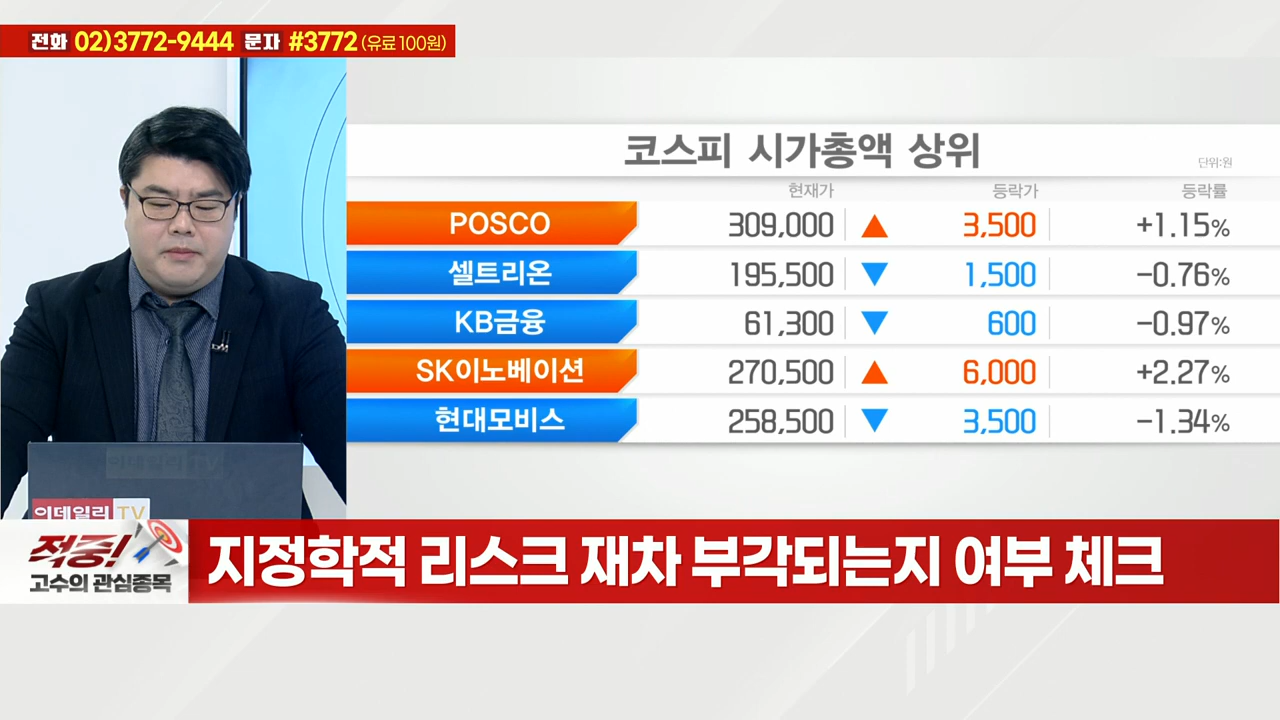 전화 02)3772-9444 문자 #3772 (유료 100원)
코스피 시가총액 상위
단위:원
현재가 등락가 등락률
POSCO 309,000 ▲ 3,500 +1.15%
셀트리온 195,500 ▼ 1,500 -0.76%
KB금융 61,300 ▼ 600 -0.97%
SK이노베이션 270,500 ▲ 6,000 +2.27%
현대모비스 258,500 ▼ 3,500 -1.34%
이데일리 TV
이데일리TV
적중!
고수의 관심종목
지정학적 리스크 재차 부각되는지 여부 체크